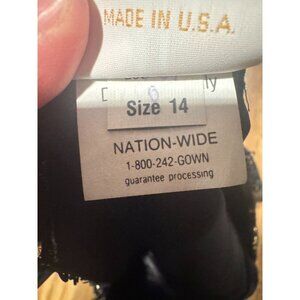 MADE IN U.S.A.
Size 14
NATION-WIDE
1-800-242-GOWN
guarantee processing